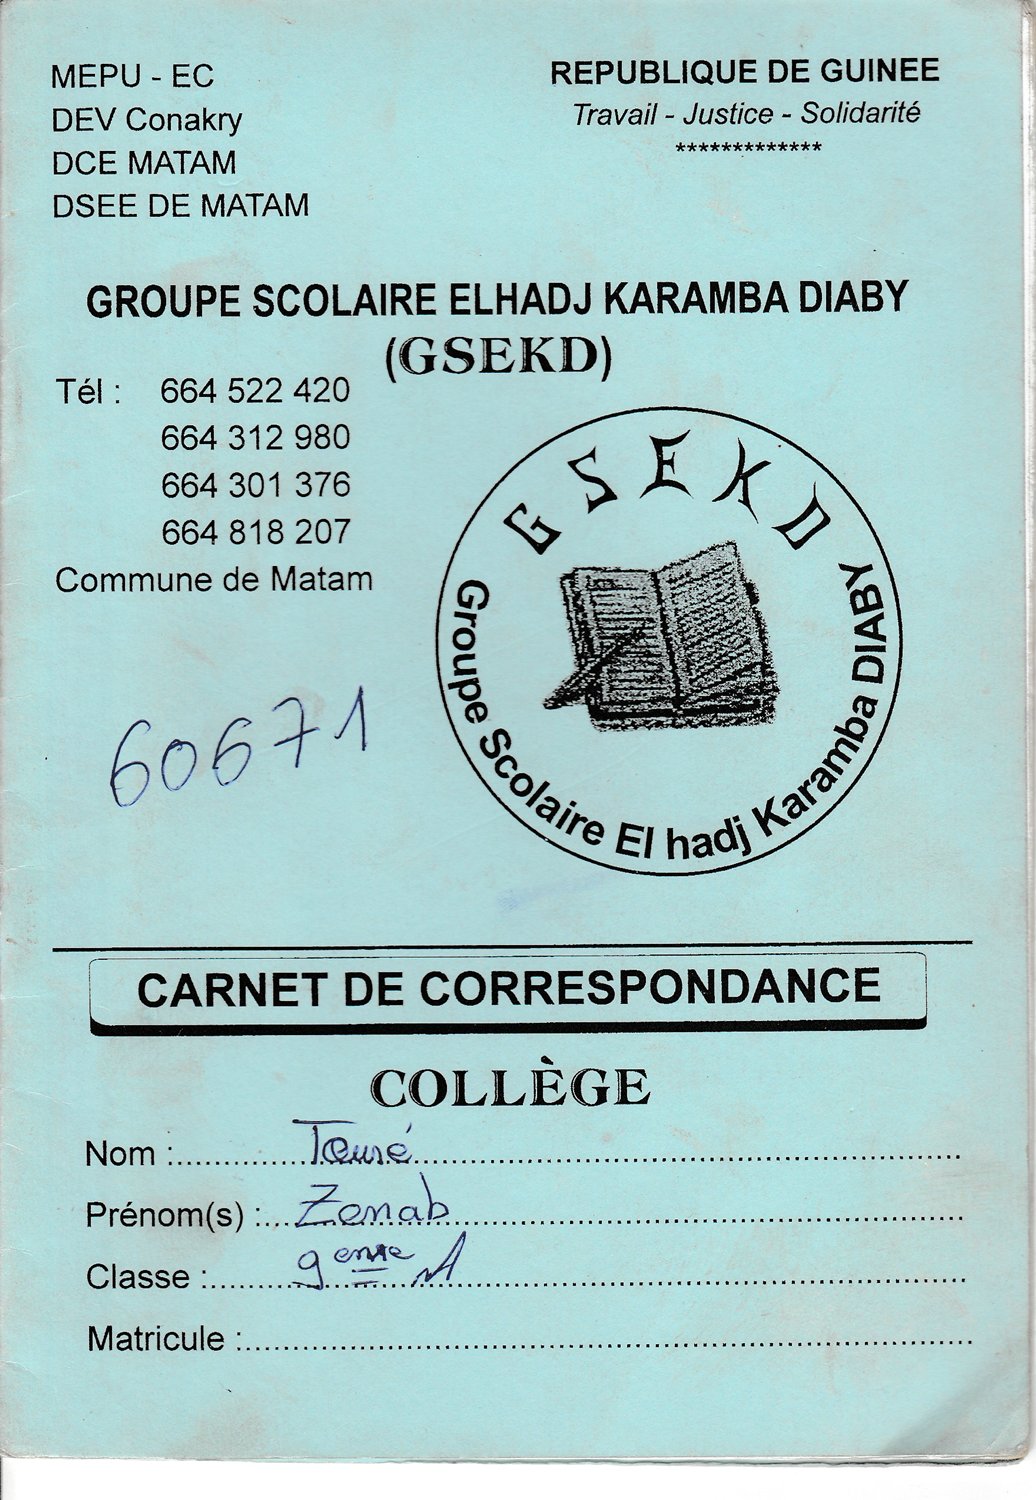 MEPU - EC
DEV Conakry
DCE MATAM
DSEE DE MATAM
REPUBLIQUE DE GUINEE
Travail - Justice - Solidarité
*************
GROUPE SCOLAIRE ELHADJ KARAMBA DIABY
(GSEKD)
Tél : 664 522 420
664 312 980
664 301 376
664 818 207
Commune de Matam
GSEKD
Groupe Scolaire El hadj Karamba DIABY
60671
CARNET DE CORRESPONDANCE
COLLÈGE
Nom : Touré
Prénom(s) : Zenab
Classe : 9eme A
Matricule :